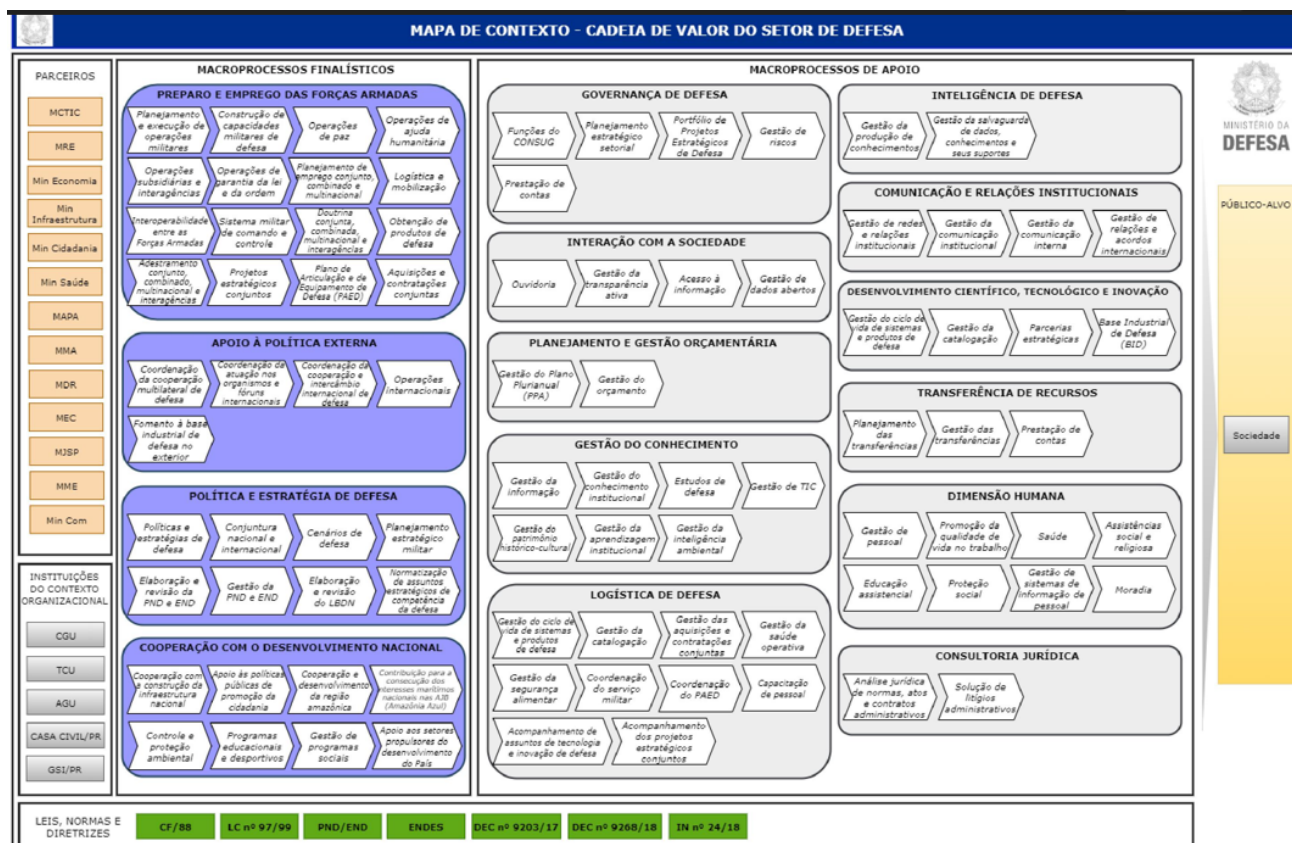 MAPA DE CONTEXTO - CADEIA DE VALOR DO SETOR DE DEFESA
PARCEIROS
MCTIC
MRE
Min Economia
Min
Infraestrutura
Min Cidadania
Min Saúde
MAPA
MMA
MDR
MEC
MJSP
MME
Min Com
INSTITUIÇÕES
DO CONTEXTO
ORGANIZACIONAL
CGU
TCU
AGU
CASA CIVIL/PR
GSI/PR
MACROPROCESSOS FINALÍSTICOS
PREPARO E EMPREGO DAS FORÇAS ARMADAS
Planejamento
e execução de
operações
militares
Construção de
capacidades
militares de
defesa
Operações
de paz
Operações de
ajuda
humanitária
Operações
subsidiárias e
interagências
Operações de
garantia da lei
e da ordem
Planejamento de
emprego conjunto,
combinado e
multinacional
Logística e
mobilização
Interoperabilidade
entre as
Forças Armadas
Sistema militar
de comando e
controle
Doutrina
conjunta,
combinada,
multinacional e
interagências
Obtenção de
produtos de
defesa
Adestramento
conjunto,
combinado,
multinacional e
interagências
Projetos
estratégicos
conjuntos
Plano de
Articulação e de
Equipamento de
Defesa (PAED)
Aquisições e
contratações
conjuntas
APOIO À POLÍTICA EXTERNA
Coordenação
da cooperação
multilateral de
defesa
Coordenação da
atuação nos
organismos e
fóruns
internacionais
Coordenação da
cooperação e
intercâmbio
internacional de
defesa
Operações
internacionais
Fomento à base
industrial de
defesa no
exterior
POLÍTICA E ESTRATÉGIA DE DEFESA
Políticas e
estratégias de
defesa
Conjuntura
nacional e
internacional
Cenários de
defesa
Planejamento
estratégico
militar
Elaboração e
revisão da
PND e END
Gestão da
PND e END
Elaboração
e revisão
do LBDN
Normatização
de assuntos
estratégicos de
competência
da defesa
COOPERAÇÃO COM O DESENVOLVIMENTO NACIONAL
Cooperação com
a construção da
infraestrutura
nacional
Apoio às políticas
públicas de
promoção da
cidadania
Cooperação e
desenvolvimento
da região
amazônica
Contribuição para a
consecução dos
interesses marítimos
nacionais nas AJB
(Amazônia Azul)
Controle e
proteção
ambiental
Programas
educacionais
e desportivos
Gestão de
programas
sociais
Apoio aos setores
propulsores do
desenvolvimento
do País
MACROPROCESSOS DE APOIO
GOVERNANÇA DE DEFESA
Funções do
CONSUG
Planejamento
estratégico
setorial
Portfólio de
Projetos
Estratégicos
de Defesa
Gestão de
riscos
Prestação de
contas
INTERAÇÃO COM A SOCIEDADE
Ouvidoria
Gestão da
transparência
ativa
Acesso à
informação
Gestão de
dados abertos
PLANEJAMENTO E GESTÃO ORÇAMENTÁRIA
Gestão do Plano
Plurianual
(PPA)
Gestão do
orçamento
GESTÃO DO CONHECIMENTO
Gestão da
informação
Gestão do
conhecimento
institucional
Estudos de
defesa
Gestão de TIC
Gestão do
patrimônio
histórico-cultural
Gestão da
aprendizagem
institucional
Gestão da
inteligência
ambiental
LOGÍSTICA DE DEFESA
Gestão do ciclo de
vida de sistemas
e produtos
de defesa
Gestão da
catalogação
Gestão das
aquisições e
contratações
conjuntas
Gestão da
saúde
operativa
Gestão da
segurança
alimentar
Coordenação
do serviço
militar
Coordenação
do PAED
Capacitação
de pessoal
Acompanhamento de
assuntos de tecnologia
e inovação de defesa
Acompanhamento
dos projetos
estratégicos
conjuntos
INTELIGÊNCIA DE DEFESA
Gestão da
produção de
conhecimentos
Gestão da salvaguarda
de dados,
conhecimentos e
seus suportes
COMUNICAÇÃO E RELAÇÕES INSTITUCIONAIS
Gestão de redes
e relações
institucionais
Gestão da
comunicação
institucional
Gestão da
comunicação
interna
Gestão de
relações e
acordos
internacionais
DESENVOLVIMENTO CIENTÍFICO, TECNOLÓGICO E INOVAÇÃO
Gestão do ciclo de
vida de sistemas
e produtos de
defesa
Gestão da
catalogação
Parcerias
estratégicas
Base Industrial
de Defesa
(BID)
TRANSFERÊNCIA DE RECURSOS
Planejamento
das
transferências
Gestão das
transferências
Prestação de
contas
DIMENSÃO HUMANA
Gestão de
pessoal
Promoção da
qualidade de
vida no trabalho
Saúde
Assistências
social e
religiosa
Educação
assistencial
Proteção
social
Gestão de
sistemas de
informação de
pessoal
Moradia
CONSULTORIA JURÍDICA
Análise jurídica
de normas, atos
e contratos
administrativos
Solução de
litígios
administrativos
MINISTÉRIO DA
DEFESA
PÚBLICO-ALVO
Sociedade
LEIS, NORMAS E
DIRETRIZES
CF/88
LC nº 97/99
PND/END
ENDES
DEC nº 9203/17
DEC nº 9268/18
IN nº 24/18